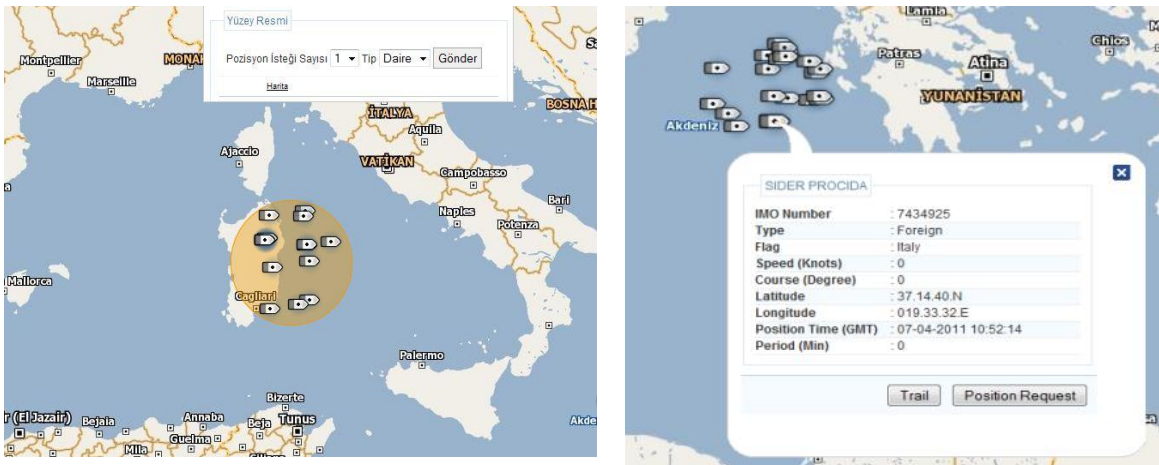 Yüzey Resmi
Pozisyon İsteği Sayısı 1 Tip Daire Gönder
Harita
Montpellier
Marseille
MONA
BOSNA H
İTALYA
Aquila
Ajaccio
VATİKAN
Campobasso
Bari
Naples
Potenza
Mallorca
Cagliari
Palermo
Bizerte
r (El Jazair)
Bejaia
Annaba
Beja
Tunus
Akde
Guelma
Mila
Lamia
Patras
Chios
Atina
YUNANİSTAN
Akdeniz
SIDER PROCIDA
IMO Number : 7434925
Type : Foreign
Flag : Italy
Speed (Knots) : 0
Course (Degree) : 0
Latitude : 37.14.40.N
Longitude : 019.33.32.E
Position Time (GMT) : 07-04-2011 10:52:14
Period (Min) : 0
Trail Position Request